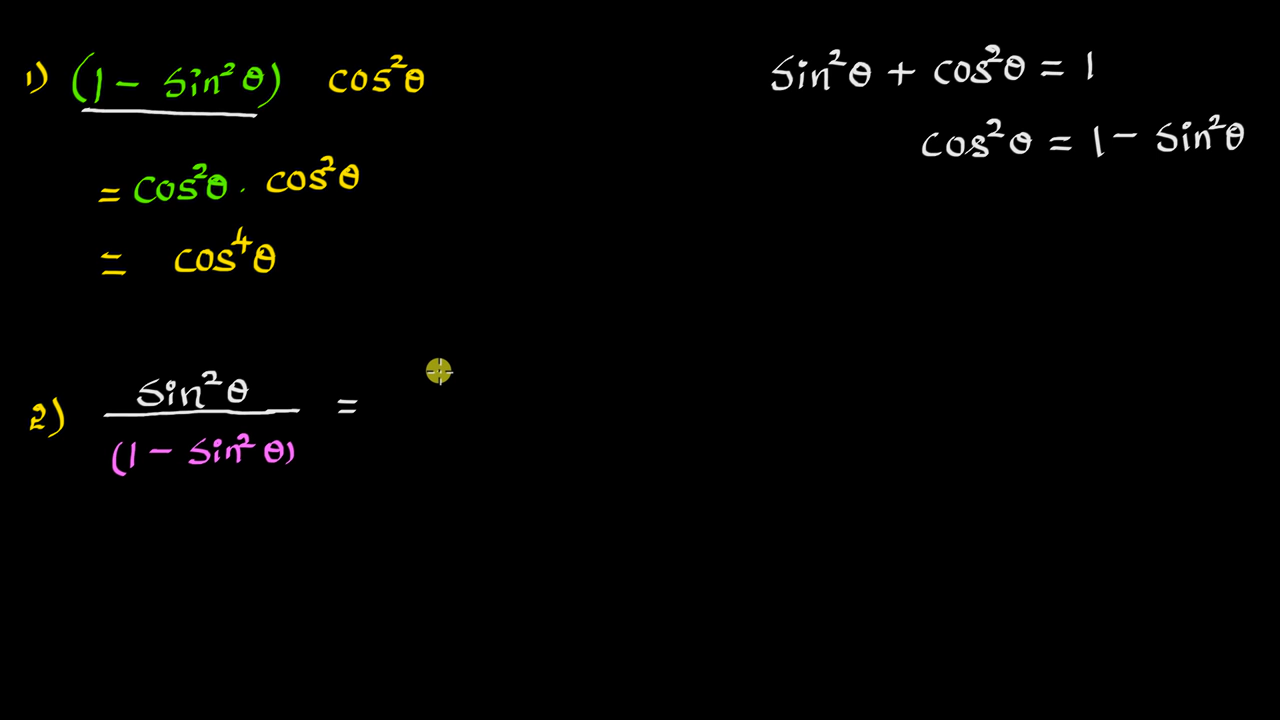 1) (1 - sin²θ) cos²θ
= cos²θ . cos²θ
= cos⁴θ
2) sin²θ / (1 - sin²θ) =
sin²θ + cos²θ = 1
cos²θ = 1 - sin²θ